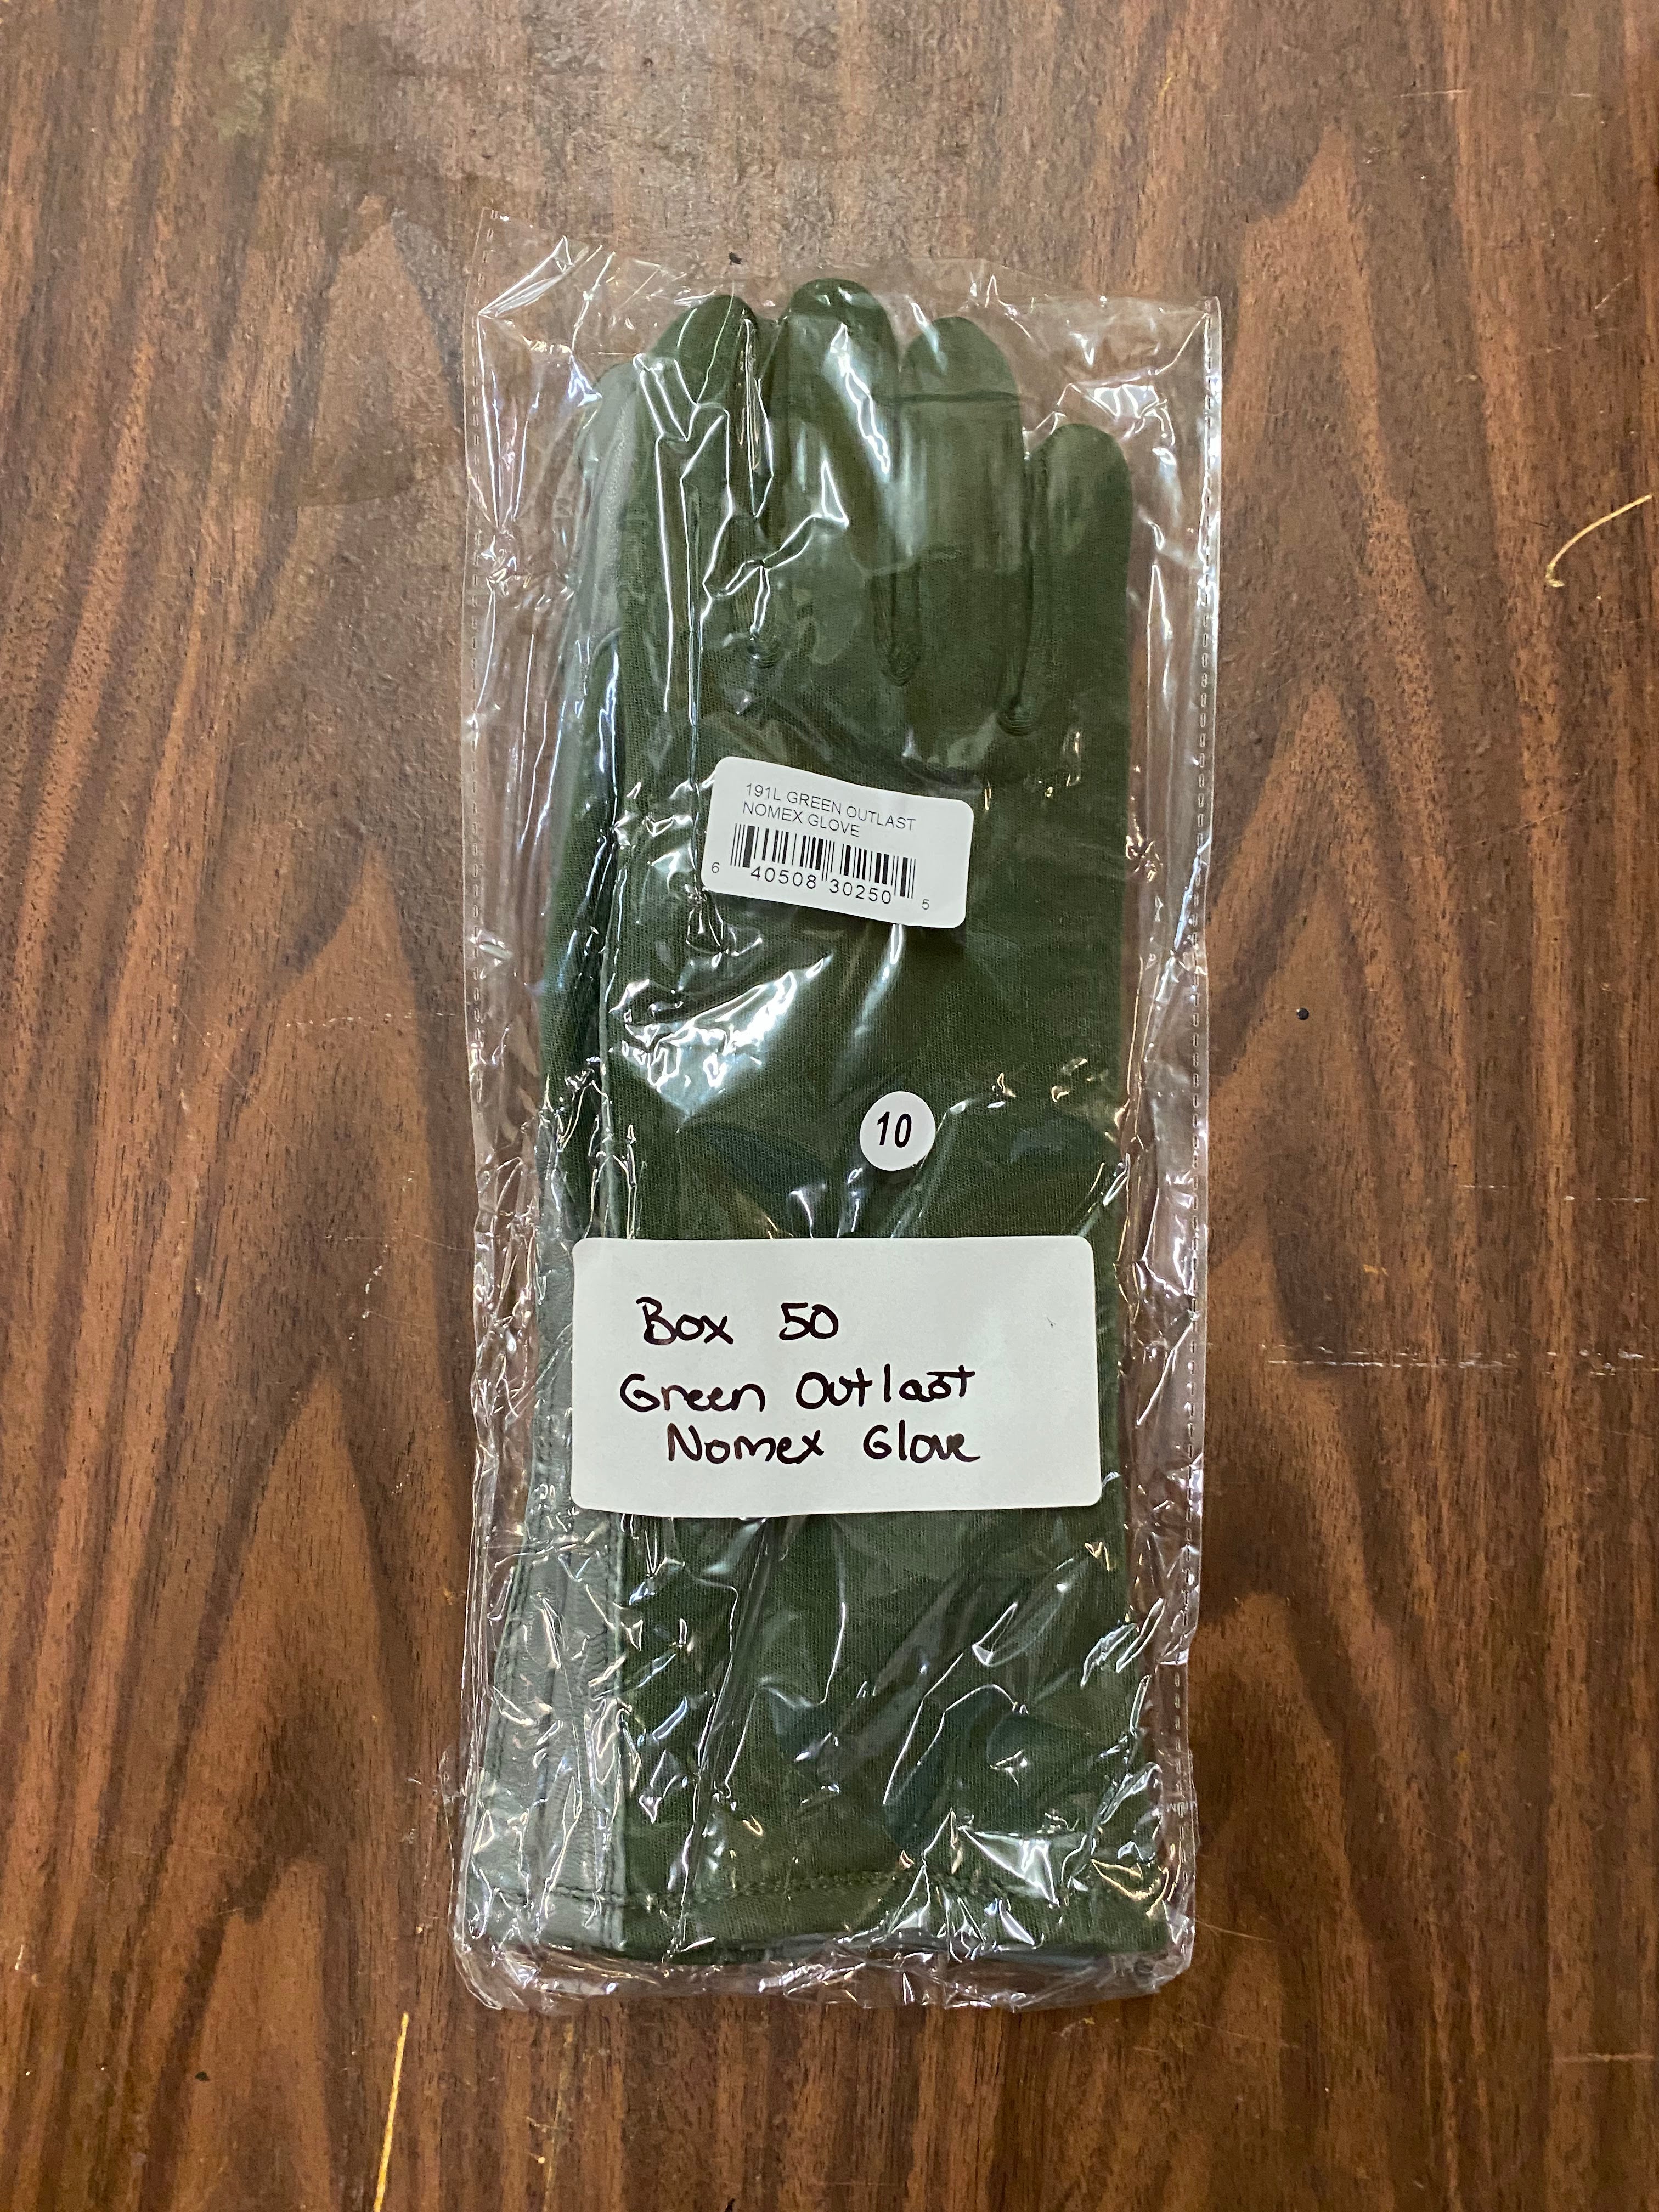 191L GREEN OUTLAST
NOMEX GLOVE
6 40508 30250 5
10
Box 50
Green Outlast
Nomex Glove